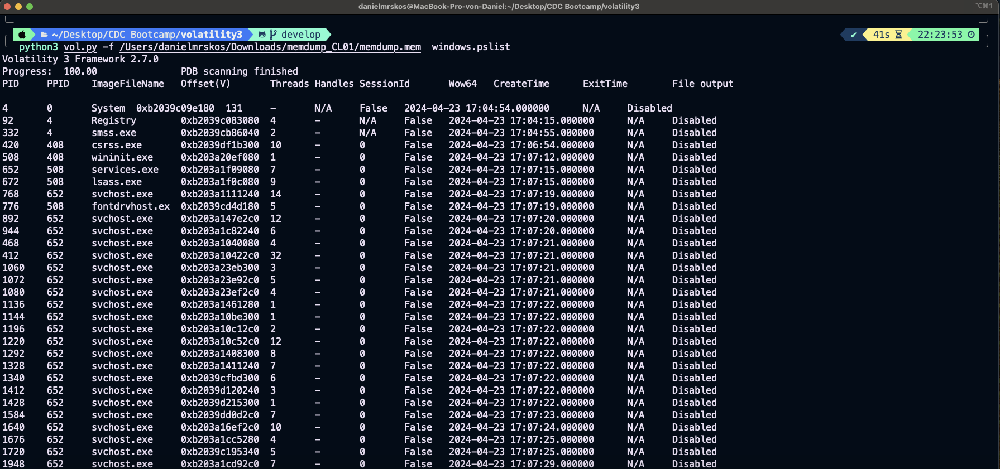 danielmrskos@MacBook-Pro-von-Daniel:~/Desktop/CDC Bootcamp/volatility3 ⌥⌘1
~/Desktop/CDC Bootcamp/volatility3 develop ✔ 41s 22:23:53
python3 vol.py -f /Users/danielmrskos/Downloads/memdump_CL01/memdump.mem windows.pslist
Volatility 3 Framework 2.7.0
Progress: 100.00 PDB scanning finished
PID PPID ImageFileName Offset(V) Threads Handles SessionId Wow64 CreateTime ExitTime File output
4 0 System 0xb2039c09e180 131 - N/A False 2024-04-23 17:04:54.000000 N/A Disabled
92 4 Registry 0xb2039c083080 4 - N/A False 2024-04-23 17:04:15.000000 N/A Disabled
332 4 smss.exe 0xb2039cb86040 2 - N/A False 2024-04-23 17:04:55.000000 N/A Disabled
420 408 csrss.exe 0xb2039df1b300 10 - 0 False 2024-04-23 17:06:54.000000 N/A Disabled
508 408 wininit.exe 0xb203a20ef080 1 - 0 False 2024-04-23 17:07:12.000000 N/A Disabled
652 508 services.exe 0xb203a1f09080 7 - 0 False 2024-04-23 17:07:15.000000 N/A Disabled
672 508 lsass.exe 0xb203a1f0c080 9 - 0 False 2024-04-23 17:07:15.000000 N/A Disabled
768 652 svchost.exe 0xb203a1111240 14 - 0 False 2024-04-23 17:07:19.000000 N/A Disabled
776 508 fontdrvhost.ex 0xb2039cd4d180 5 - 0 False 2024-04-23 17:07:19.000000 N/A Disabled
892 652 svchost.exe 0xb203a147e2c0 12 - 0 False 2024-04-23 17:07:20.000000 N/A Disabled
944 652 svchost.exe 0xb203a1c82240 6 - 0 False 2024-04-23 17:07:20.000000 N/A Disabled
468 652 svchost.exe 0xb203a1040080 4 - 0 False 2024-04-23 17:07:21.000000 N/A Disabled
412 652 svchost.exe 0xb203a10422c0 32 - 0 False 2024-04-23 17:07:21.000000 N/A Disabled
1060 652 svchost.exe 0xb203a23eb300 3 - 0 False 2024-04-23 17:07:21.000000 N/A Disabled
1072 652 svchost.exe 0xb203a23e92c0 5 - 0 False 2024-04-23 17:07:21.000000 N/A Disabled
1080 652 svchost.exe 0xb203a23ef2c0 4 - 0 False 2024-04-23 17:07:21.000000 N/A Disabled
1136 652 svchost.exe 0xb203a1461280 1 - 0 False 2024-04-23 17:07:22.000000 N/A Disabled
1144 652 svchost.exe 0xb203a10be300 1 - 0 False 2024-04-23 17:07:22.000000 N/A Disabled
1196 652 svchost.exe 0xb203a10c12c0 2 - 0 False 2024-04-23 17:07:22.000000 N/A Disabled
1220 652 svchost.exe 0xb203a10c52c0 12 - 0 False 2024-04-23 17:07:22.000000 N/A Disabled
1292 652 svchost.exe 0xb203a1408300 8 - 0 False 2024-04-23 17:07:22.000000 N/A Disabled
1328 652 svchost.exe 0xb203a1411240 7 - 0 False 2024-04-23 17:07:22.000000 N/A Disabled
1340 652 svchost.exe 0xb2039cfbd300 6 - 0 False 2024-04-23 17:07:22.000000 N/A Disabled
1412 652 svchost.exe 0xb2039d120240 3 - 0 False 2024-04-23 17:07:22.000000 N/A Disabled
1428 652 svchost.exe 0xb2039d215300 1 - 0 False 2024-04-23 17:07:22.000000 N/A Disabled
1584 652 svchost.exe 0xb2039dd0d2c0 7 - 0 False 2024-04-23 17:07:23.000000 N/A Disabled
1640 652 svchost.exe 0xb203a16ef2c0 10 - 0 False 2024-04-23 17:07:24.000000 N/A Disabled
1676 652 svchost.exe 0xb203a1cc5280 4 - 0 False 2024-04-23 17:07:25.000000 N/A Disabled
1720 652 svchost.exe 0xb2039c195340 5 - 0 False 2024-04-23 17:07:25.000000 N/A Disabled
1948 652 svchost.exe 0xb203a1cd92c0 7 - 0 False 2024-04-23 17:07:29.000000 N/A Disabled